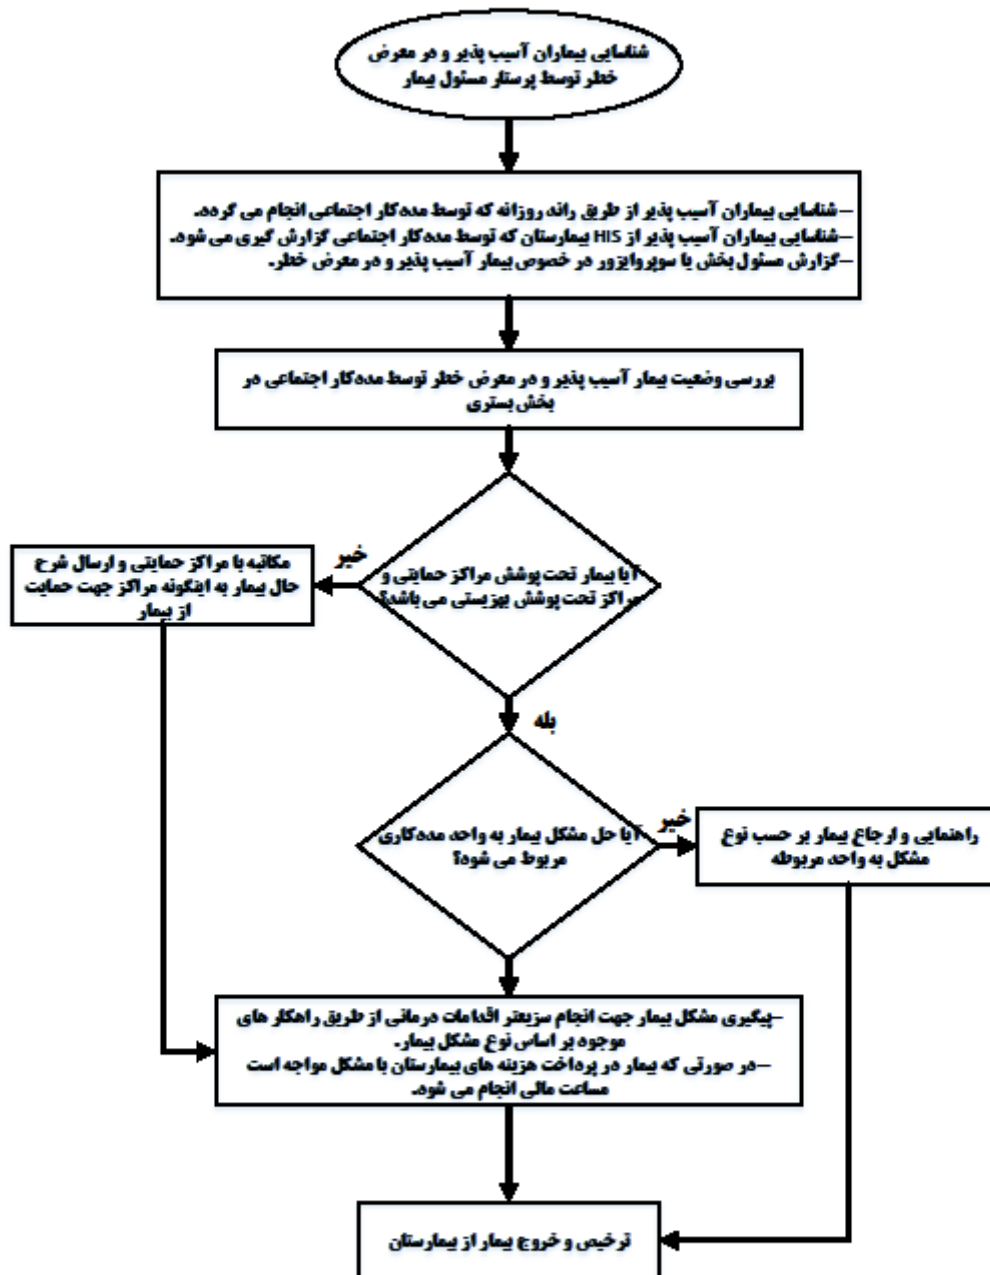 شناسایی بیماران آسیب پذیر و در معرض
خطر توسط پرستار مسئول بیمار
–شناسایی بیماران آسیب پذیر از طریق راند روزانه که توسط مددکار اجتماعی انجام می گردد.
–شناسایی بیماران آسیب پذیر از HIS بیمارستان که توسط مددکار اجتماعی گزارش گیری می شود.
–گزارش مسئول بخش یا سوپروایزور در خصوص بیمار آسیب پذیر و در معرض خطر.
بررسی وضعیت بیمار آسیب پذیر و در معرض خطر توسط مددکار اجتماعی در
بخش بستری
آیا بیمار تحت پوشش مراکز حمایتی و
مراکز تحت پوشش بهزیستی می باشد؟
خیر
مکاتبه با مراکز حمایتی و ارسال شرح
حال بیمار به اینگونه مراکز جهت حمایت
از بیمار
بله
آیا حل مشکل بیمار به واحد مددکاری
مربوط می شود؟
خیر
راهنمایی و ارجاع بیمار بر حسب نوع
مشکل به واحد مربوطه
–پیگیری مشکل بیمار جهت انجام سزیعتر اقدامات درمانی از طریق راهکار های
موجود بر اساس نوع مشکل بیمار.
–در صورتی که بیمار در پرداخت هزینه های بیمارستان با مشکل مواجه است
مساعت مالی انجام می شود.
ترخیص و خروج بیمار از بیمارستان